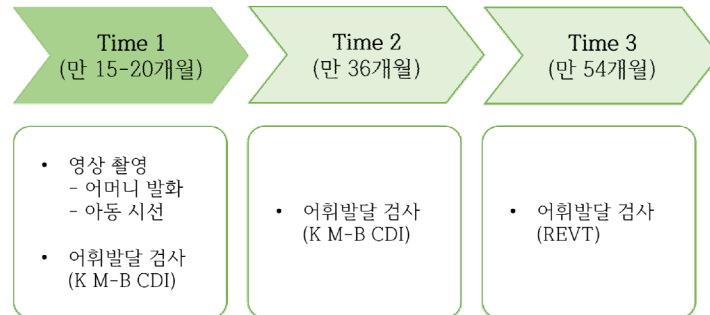 Time 1
(만 15-20개월)
Time 2
(만 36개월)
Time 3
(만 54개월)
• 영상 촬영
- 어머니 발화
- 아동 시선
• 어휘발달 검사
(K M-B CDI)
• 어휘발달 검사
(K M-B CDI)
• 어휘발달 검사
(REVT)